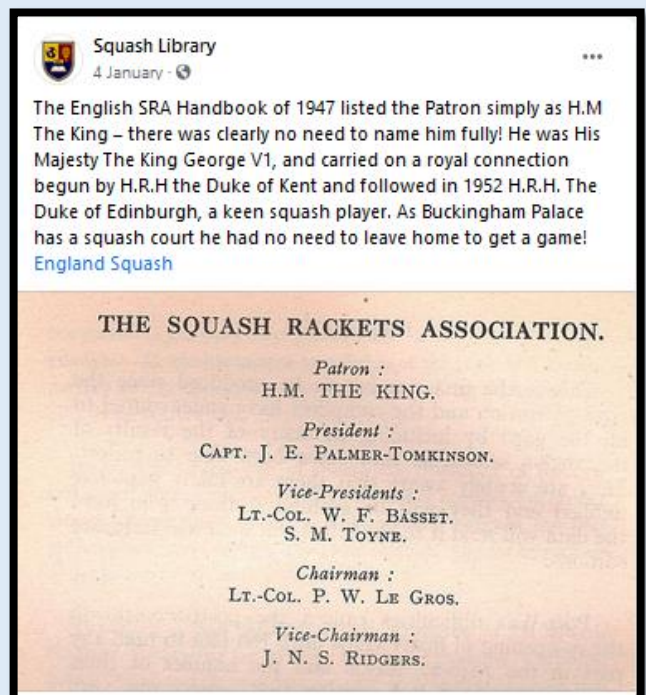 Squash Library
4 January ·
The English SRA Handbook of 1947 listed the Patron simply as H.M
The King – there was clearly no need to name him fully! He was His
Majesty The King George V1, and carried on a royal connection
begun by H.R.H the Duke of Kent and followed in 1952 H.R.H. The
Duke of Edinburgh, a keen squash player. As Buckingham Palace
has a squash court he had no need to leave home to get a game!
England Squash
THE SQUASH RACKETS ASSOCIATION.
Patron :
H.M. THE KING.
President :
CAPT. J. E. PALMER-TOMKINSON.
Vice-Presidents :
LT.-COL. W. F. BASSET.
S. M. TOYNE.
Chairman :
LT.-COL. P. W. LE GROS.
Vice-Chairman :
J. N. S. RIDGERS.